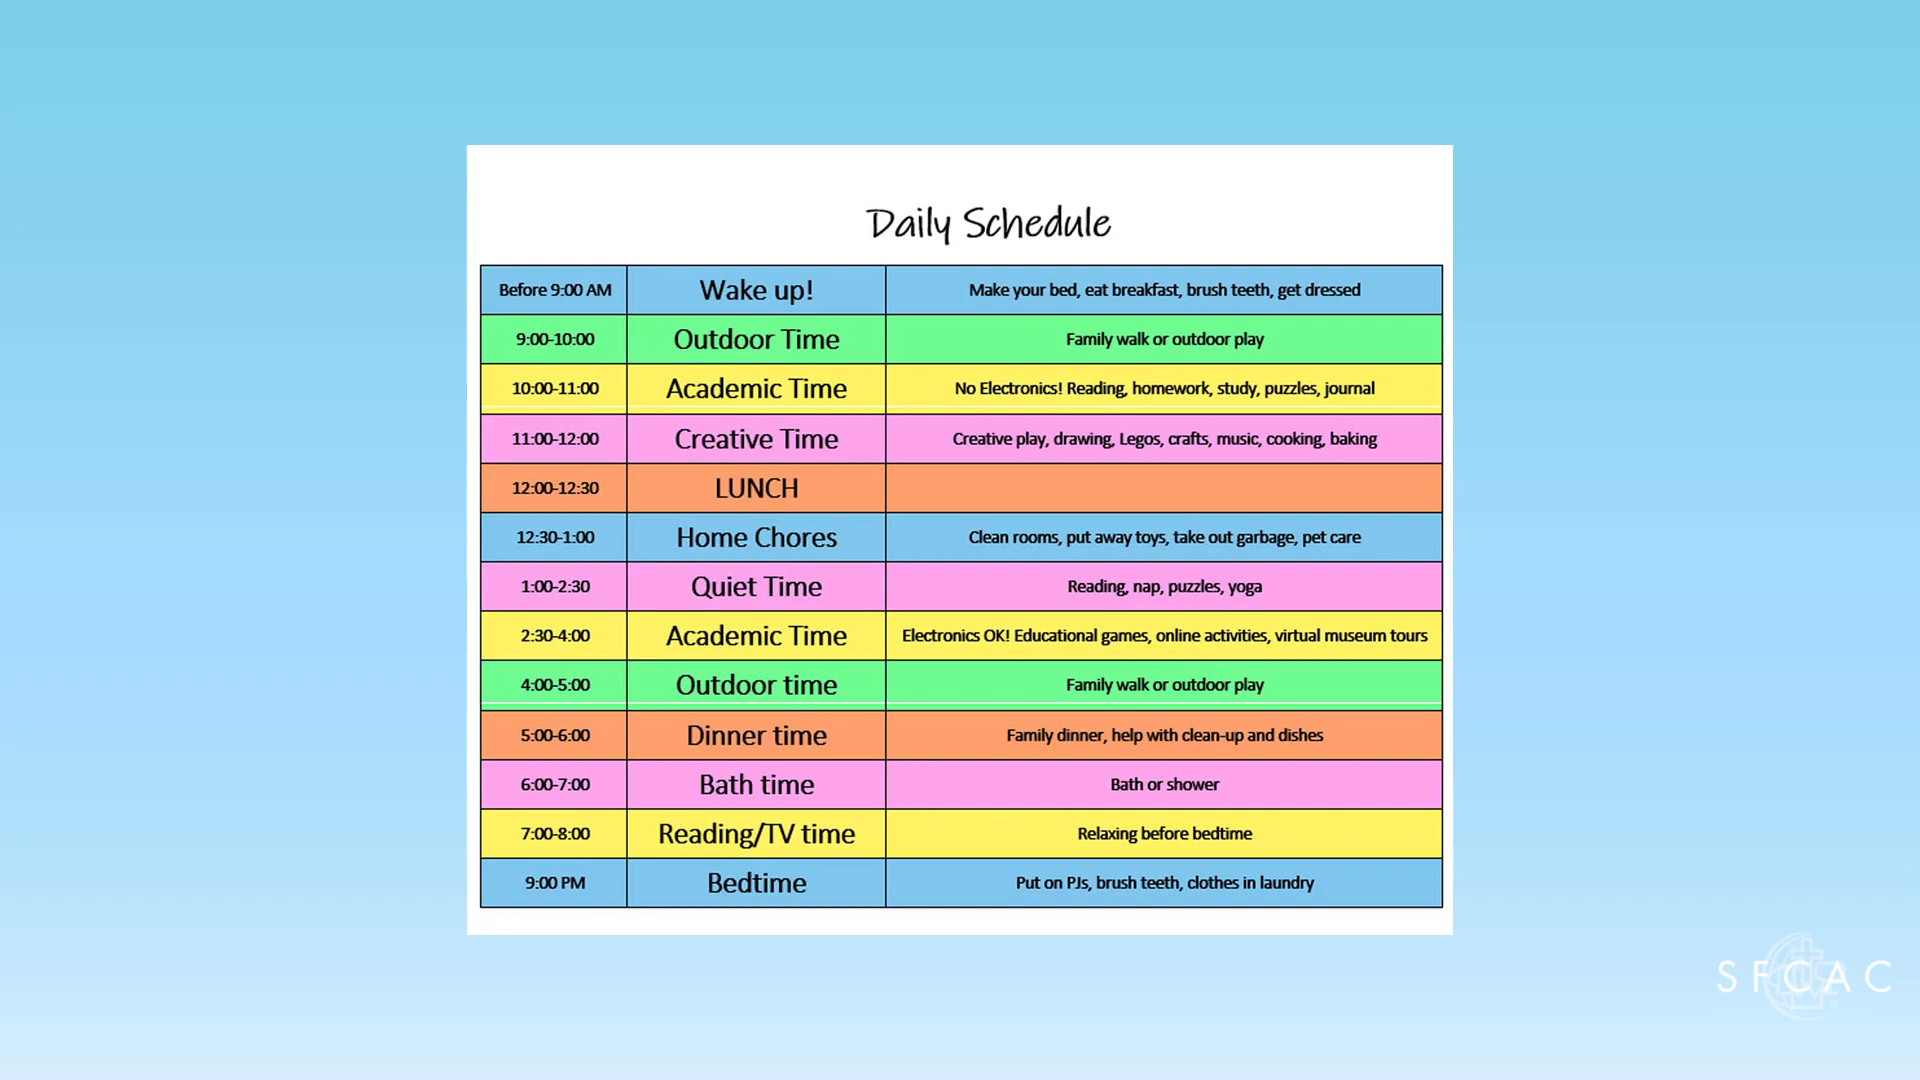 Daily Schedule
Before 9:00 AM Wake up! Make your bed, eat breakfast, brush teeth, get dressed
9:00-10:00 Outdoor Time Family walk or outdoor play
10:00-11:00 Academic Time No Electronics! Reading, homework, study, puzzles, journal
11:00-12:00 Creative Time Creative play, drawing, Legos, crafts, music, cooking, baking
12:00-12:30 LUNCH
12:30-1:00 Home Chores Clean rooms, put away toys, take out garbage, pet care
1:00-2:30 Quiet Time Reading, nap, puzzles, yoga
2:30-4:00 Academic Time Electronics OK! Educational games, online activities, virtual museum tours
4:00-5:00 Outdoor time Family walk or outdoor play
5:00-6:00 Dinner time Family dinner, help with clean-up and dishes
6:00-7:00 Bath time Bath or shower
7:00-8:00 Reading/TV time Relaxing before bedtime
9:00 PM Bedtime Put on PJs, brush teeth, clothes in laundry
SFCAC